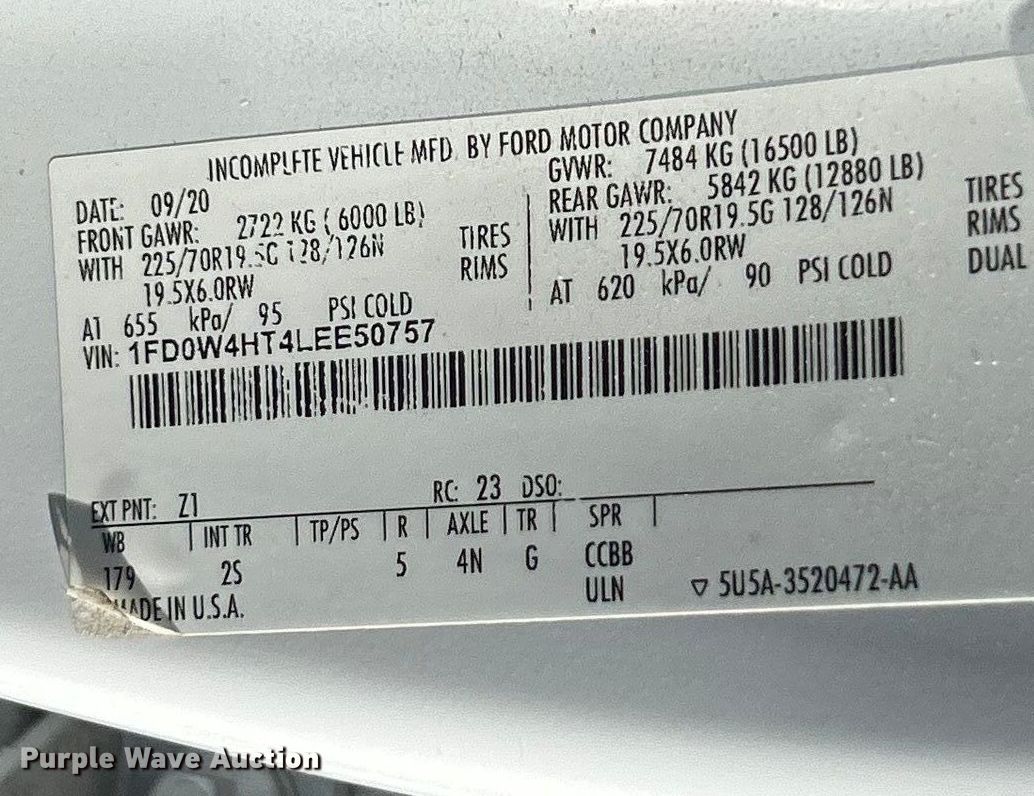 INCOMPLETE VEHICLE MFD. BY FORD MOTOR COMPANY
DATE: 09/20
FRONT GAWR: 2722 KG ( 6000 LB)
WITH 225/70R19.5G 128/126N TIRES
19.5X6.0RW RIMS
AT 655 kPa/ 95 PSI COLD
GVWR: 7484 KG (16500 LB)
REAR GAWR: 5842 KG (12880 LB)
WITH 225/70R19.5G 128/126N TIRES
19.5X6.0RW RIMS
AT 620 kPa/ 90 PSI COLD DUAL
VIN: 1FD0W4HT4LEE50757
EXT PNT: Z1 RC: 23 DSO:
WB | INT TR | TP/PS | R | AXLE | TR | SPR |
179 2S 5 4N G CCBB
MADE IN U.S.A. ULN ▽ 5U5A-3520472-AA
Purple Wave Auction